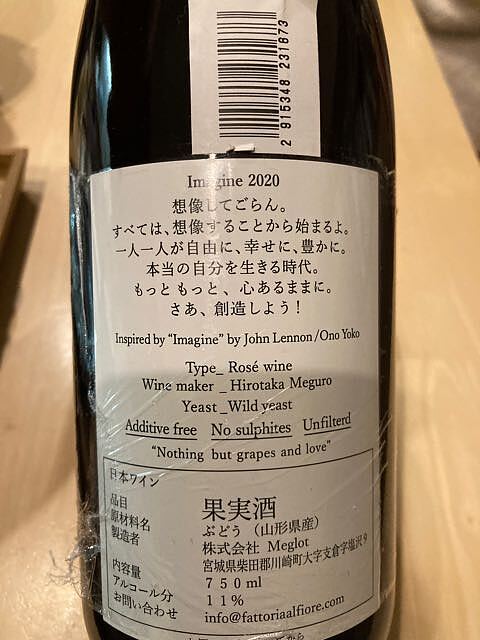 2 915348 231673
Imagine 2020
想像してごらん。
すべては、想像することから始まるよ。
一人一人が自由に、幸せに、豊かに。
本当の自分を生きる時代。
もっと もっと、心あるままに。
さあ、創造しよう！
Inspired by “Imagine” by John Lennon/Ono Yoko
Type_ Rosé wine
Wine maker _ Hirotaka Meguro
Yeast _Wild yeast
Additive free No sulphites Unfilterd
“Nothing but grapes and love”
日本ワイン
品目 果実酒
原材料名 ぶどう （山形県産）
製造者 株式会社 Meglot
宮城県柴田郡川崎町大字支倉字塩沢9
内容量 750ml
アルコール分 11%
お問い合わせ info@fattoriaalfiore.com